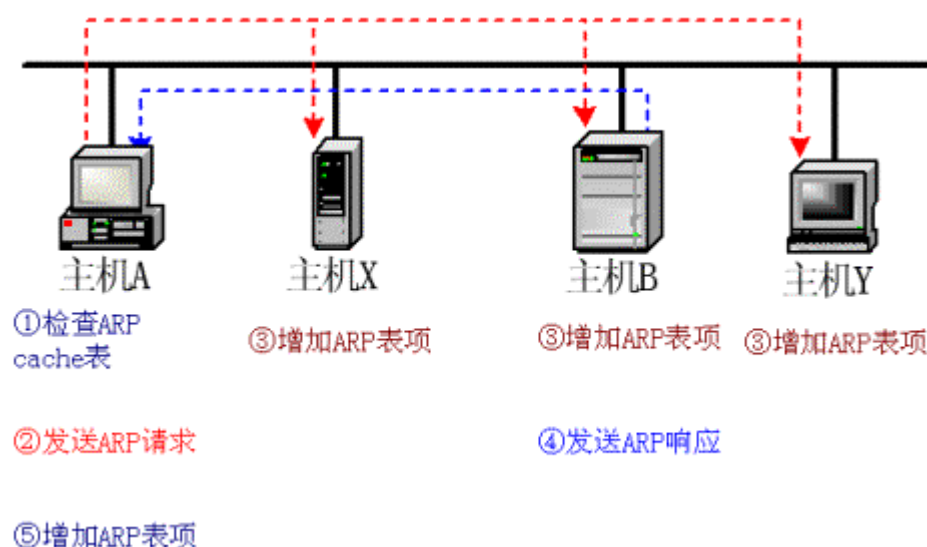 主机A
主机X
主机B
主机Y
①检查ARP
cache表
③增加ARP表项
③增加ARP表项
③增加ARP表项
②发送ARP请求
④发送ARP响应
⑤增加ARP表项